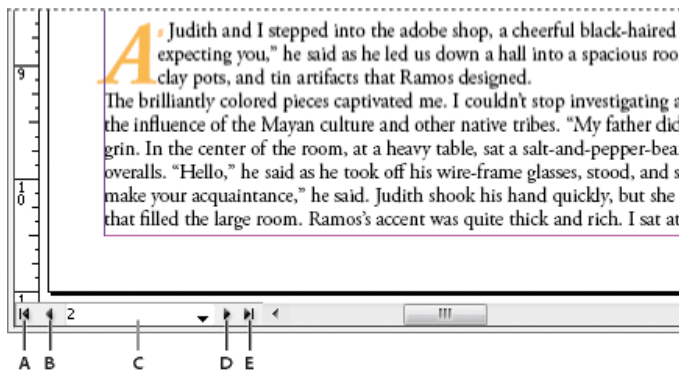 A s Judith and I stepped into the adobe shop, a cheerful black-haired
expecting you,” he said as he led us down a hall into a spacious roo
clay pots, and tin artifacts that Ramos designed.
The brilliantly colored pieces captivated me. I couldn’t stop investigating a
the influence of the Mayan culture and other native tribes. “My father did
grin. In the center of the room, at a heavy table, sat a salt-and-pepper-bea
overalls. “Hello,” he said as he took off his wire-frame glasses, stood, and s
make your acquaintance,” he said. Judith shook his hand quickly, but she
that filled the large room. Ramos’s accent was quite thick and rich. I sat at
9
1
0
1
2
A B C D E